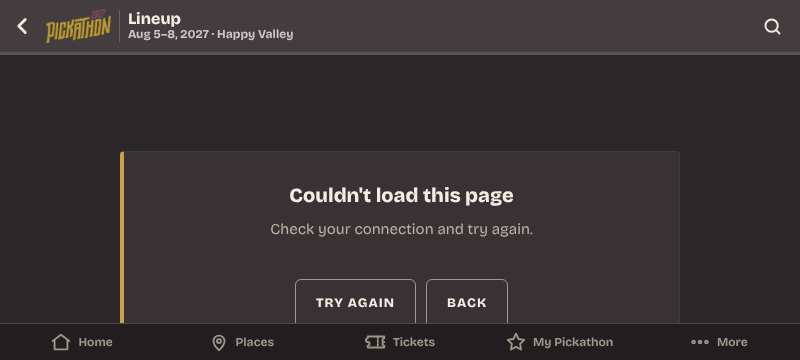 PICKATHON
Lineup
Aug 5–8, 2027 · Happy Valley
Couldn't load this page
Check your connection and try again.
TRY AGAIN
BACK
Home
Places
Tickets
My Pickathon
More